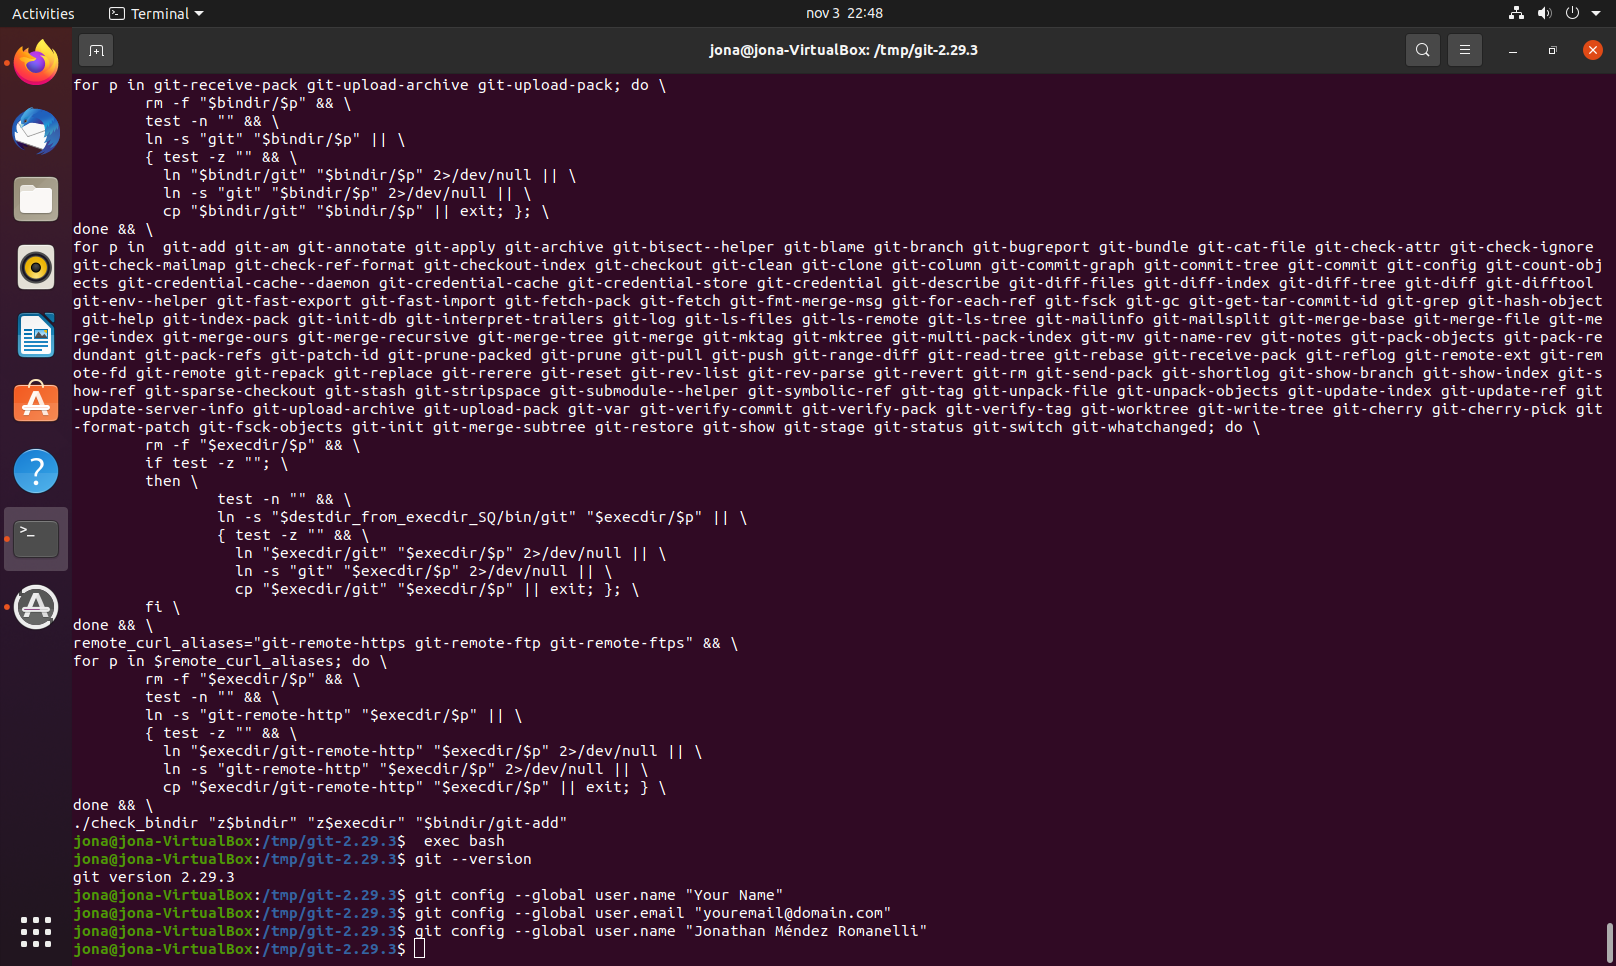 Activities
Terminal
nov 3 22:48
jona@jona-VirtualBox: /tmp/git-2.29.3
for p in git-receive-pack git-upload-archive git-upload-pack; do \
rm -f "$bindir/$p" && \
test -n "" && \
ln -s "git" "$bindir/$p" || \
{ test -z "" && \
ln "$bindir/git" "$bindir/$p" 2>/dev/null || \
ln -s "git" "$bindir/$p" 2>/dev/null || \
cp "$bindir/git" "$bindir/$p" || exit; }; \
done && \
for p in  git-add git-am git-annotate git-apply git-archive git-bisect--helper git-blame git-branch git-bugreport git-bundle git-cat-file git-check-attr git-check-ignore
git-check-mailmap git-check-ref-format git-checkout-index git-checkout git-clean git-clone git-column git-commit-graph git-commit-tree git-commit git-config git-count-obj
ects git-credential-cache--daemon git-credential-cache git-credential-store git-credential git-describe git-diff-files git-diff-index git-diff-tree git-diff git-difftool
git-env--helper git-fast-export git-fast-import git-fetch-pack git-fetch git-fmt-merge-msg git-for-each-ref git-fsck git-gc git-get-tar-commit-id git-grep git-hash-object
git-help git-index-pack git-init-db git-interpret-trailers git-log git-ls-files git-ls-remote git-ls-tree git-mailinfo git-mailsplit git-merge-base git-merge-file git-me
rge-index git-merge-ours git-merge-recursive git-merge-tree git-merge git-mktag git-mktree git-multi-pack-index git-mv git-name-rev git-notes git-pack-objects git-pack-re
dundant git-pack-refs git-patch-id git-prune-packed git-prune git-pull git-push git-range-diff git-read-tree git-rebase git-receive-pack git-reflog git-remote-ext git-rem
ote-fd git-remote git-repack git-replace git-rerere git-reset git-rev-list git-rev-parse git-revert git-rm git-send-pack git-shortlog git-show-branch git-show-index git-s
how-ref git-sparse-checkout git-stash git-stripspace git-submodule--helper git-symbolic-ref git-tag git-unpack-file git-unpack-objects git-update-index git-update-ref git
-update-server-info git-upload-archive git-upload-pack git-var git-verify-commit git-verify-pack git-verify-tag git-worktree git-write-tree git-cherry git-cherry-pick git
-format-patch git-fsck-objects git-init git-merge-subtree git-restore git-show git-stage git-status git-switch git-whatchanged; do \
rm -f "$execdir/$p" && \
if test -z ""; \
then \
test -n "" && \
ln -s "$destdir_from_execdir_SQ/bin/git" "$execdir/$p" || \
{ test -z "" && \
ln "$execdir/git" "$execdir/$p" 2>/dev/null || \
ln -s "git" "$execdir/$p" 2>/dev/null || \
cp "$execdir/git" "$execdir/$p" || exit; }; \
fi \
done && \
remote_curl_aliases="git-remote-https git-remote-ftp git-remote-ftps" && \
for p in $remote_curl_aliases; do \
rm -f "$execdir/$p" && \
test -n "" && \
ln -s "git-remote-http" "$execdir/$p" || \
{ test -z "" && \
ln "$execdir/git-remote-http" "$execdir/$p" 2>/dev/null || \
ln -s "git-remote-http" "$execdir/$p" 2>/dev/null || \
cp "$execdir/git-remote-http" "$execdir/$p" || exit; } \
done && \
./check_bindir "z$bindir" "z$execdir" "$bindir/git-add"
jona@jona-VirtualBox:/tmp/git-2.29.3$  exec bash
jona@jona-VirtualBox:/tmp/git-2.29.3$ git --version
git version 2.29.3
jona@jona-VirtualBox:/tmp/git-2.29.3$ git config --global user.name "Your Name"
jona@jona-VirtualBox:/tmp/git-2.29.3$ git config --global user.email "youremail@domain.com"
jona@jona-VirtualBox:/tmp/git-2.29.3$ git config --global user.name "Jonathan Méndez Romanelli"
jona@jona-VirtualBox:/tmp/git-2.29.3$